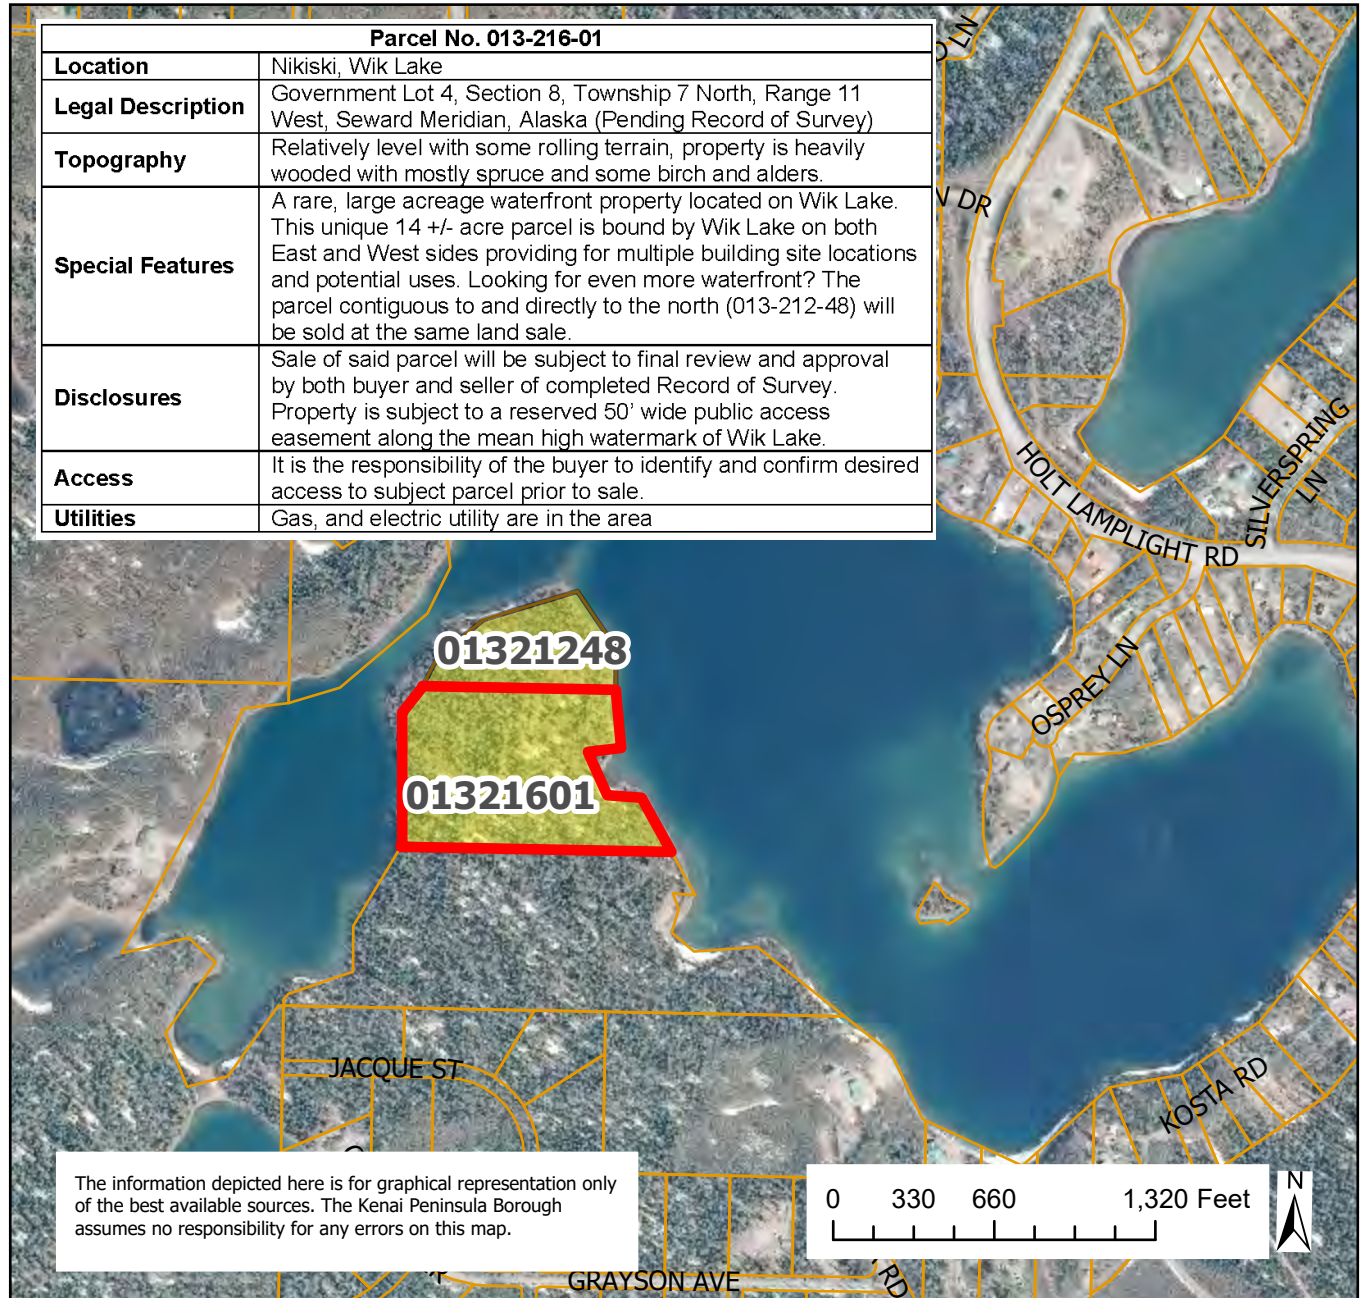 Parcel No. 013-216-01
Location
Nikiski, Wik Lake
Legal Description
Government Lot 4, Section 8, Township 7 North, Range 11
West, Seward Meridian, Alaska (Pending Record of Survey)
Topography
Relatively level with some rolling terrain, property is heavily
wooded with mostly spruce and some birch and alders.
Special Features
A rare, large acreage waterfront property located on Wik Lake.
This unique 14 +/- acre parcel is bound by Wik Lake on both
East and West sides providing for multiple building site locations
and potential uses. Looking for even more waterfront? The
parcel contiguous to and directly to the north (013-212-48) will
be sold at the same land sale.
Disclosures
Sale of said parcel will be subject to final review and approval
by both buyer and seller of completed Record of Survey.
Property is subject to a reserved 50' wide public access
easement along the mean high watermark of Wik Lake.
Access
It is the responsibility of the buyer to identify and confirm desired
access to subject parcel prior to sale.
Utilities
Gas, and electric utility are in the area
LN
N DR
HOLT LAMPLIGHT RD
SILVERSPRING
LN
OSPREY LN
01321248
01321601
JACQUE ST
KOSTA RD
GRAYSON AVE
RD
The information depicted here is for graphical representation only
of the best available sources. The Kenai Peninsula Borough
assumes no responsibility for any errors on this map.
0 330 660 1,320 Feet
N